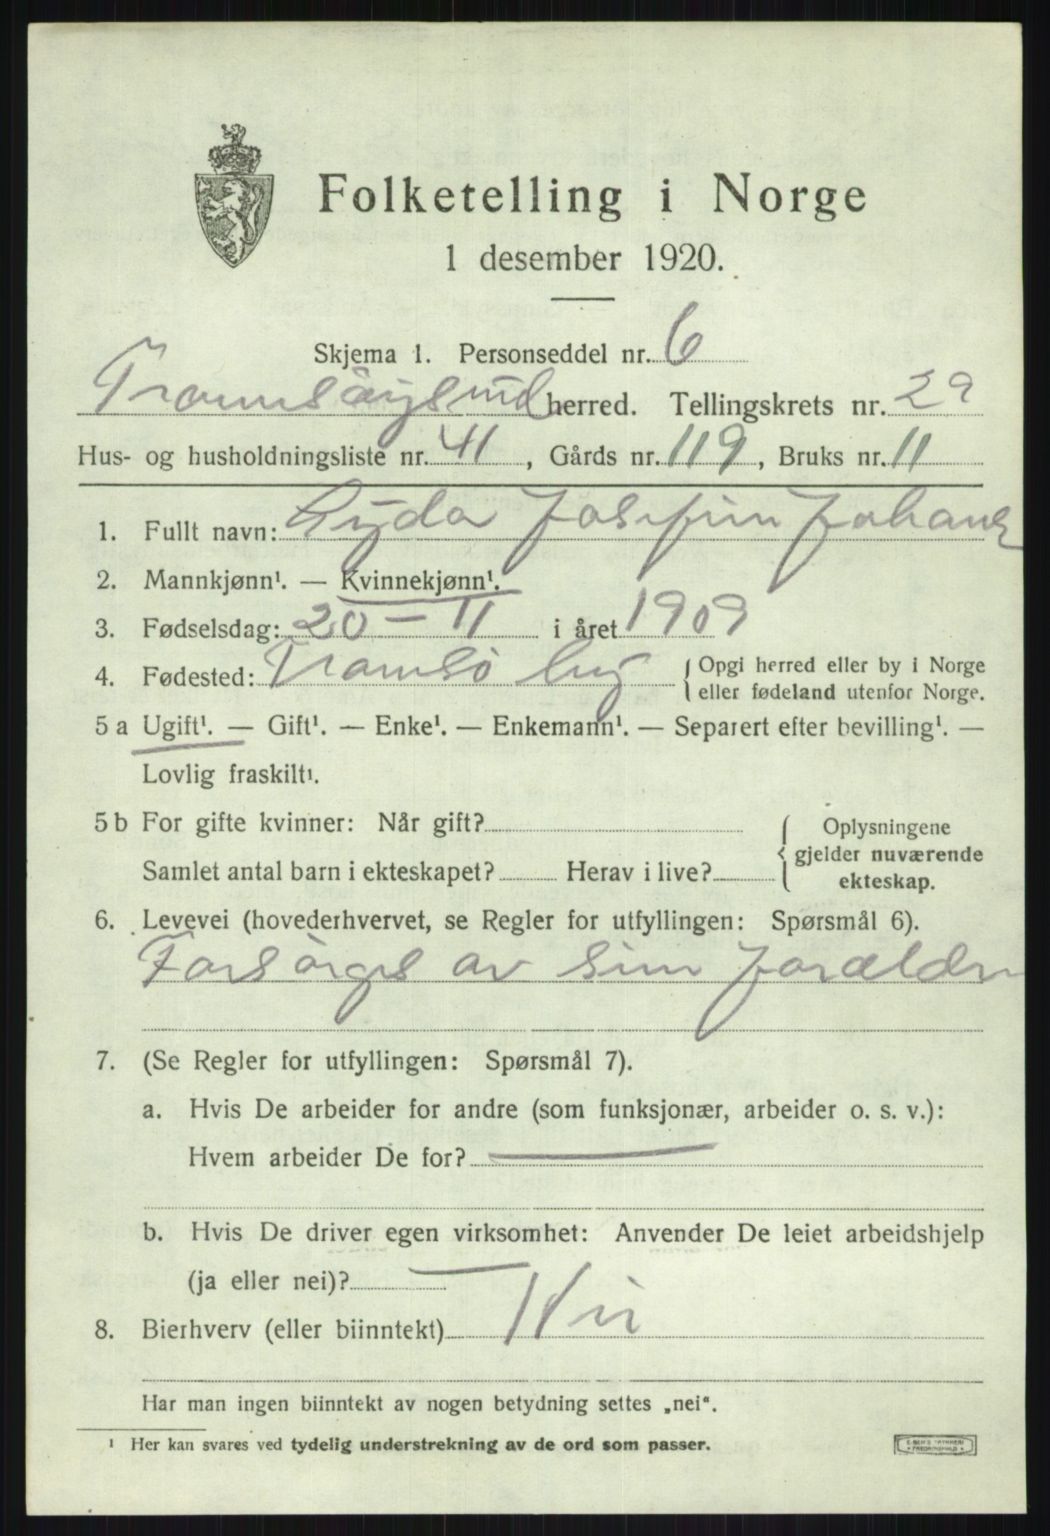 Folketelling i Norge
1 desember 1920.
Skjema 1. Personseddel nr. 6
Tromsöysund herred. Tellingskrets nr. 29
Hus- og husholdningsliste nr. 41, Gårds nr. 119, Bruks nr. 11
1. Fullt navn: Lyda Josefin Johans
2. Mannkjønn¹. — Kvinnekjønn¹.
3. Fødselsdag: 20 – 11 i året 1909
4. Fødested: Tromsö by { Opgi herred eller by i Norge
eller fødeland utenfor Norge.
5 a Ugift¹. — Gift¹. — Enke¹. — Enkemann¹. — Separert efter bevilling¹. —
Lovlig fraskilt¹.
5 b For gifte kvinner: Når gift?
Samlet antal barn i ekteskapet? Herav i live?
{ Oplysningene
gjelder nuværende
ekteskap.
6. Levevei (hovederhvervet, se Regler for utfyllingen: Spørsmål 6).
Forsörges av sine forældre
7. (Se Regler for utfyllingen: Spørsmål 7).
a. Hvis De arbeider for andre (som funksjonær, arbeider o. s. v.):
Hvem arbeider De for? —
b. Hvis De driver egen virksomhet: Anvender De leiet arbeidshjelp
(ja eller nei)? —
8. Bierhverv (eller biinntekt) Nei
Har man ingen biinntekt av nogen betydning settes „nei“.
¹ Her kan svares ved tydelig understrekning av de ord som passer.